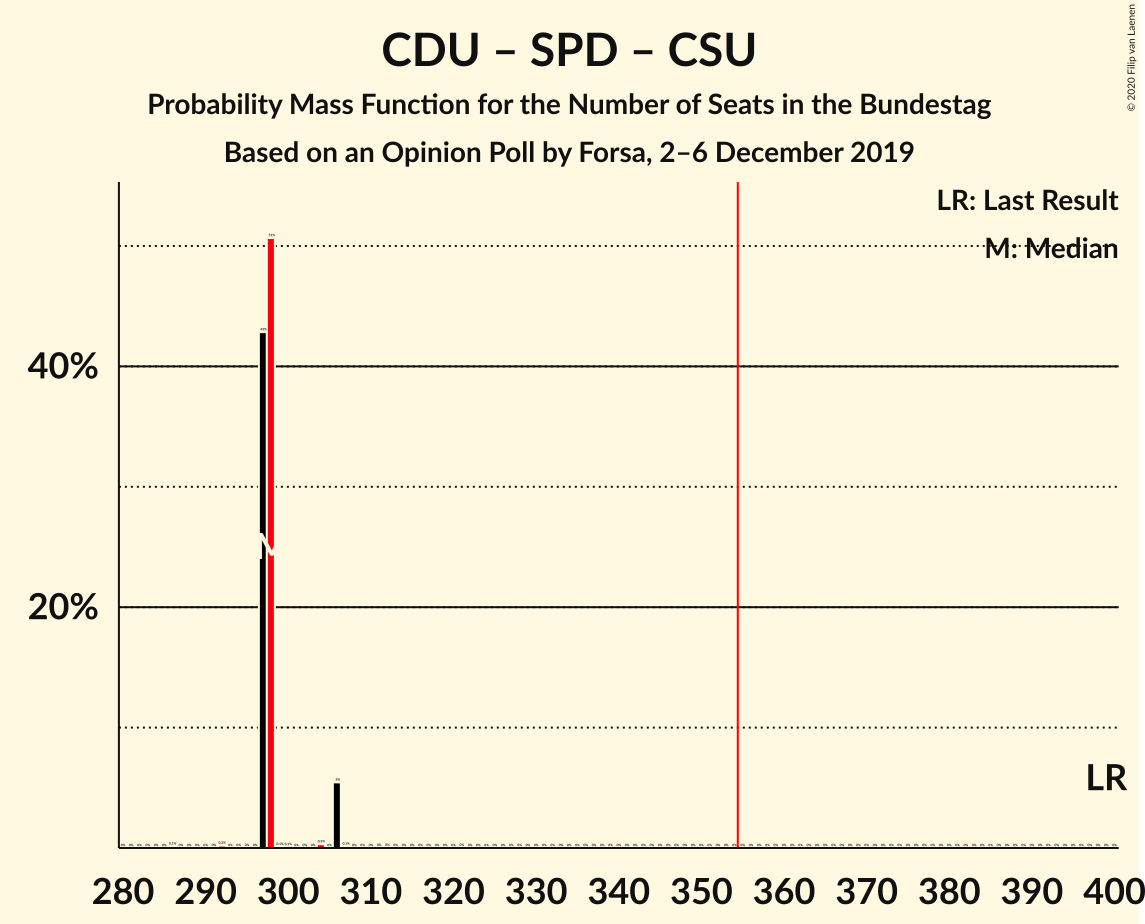 CDU – SPD – CSU
Probability Mass Function for the Number of Seats in the Bundestag
Based on an Opinion Poll by Forsa, 2–6 December 2019
© 2020 Filip van Laenen
LR: Last Result
M: Median
40%
20%
M
LR
280 290 300 310 320 330 340 350 360 370 380 390 400